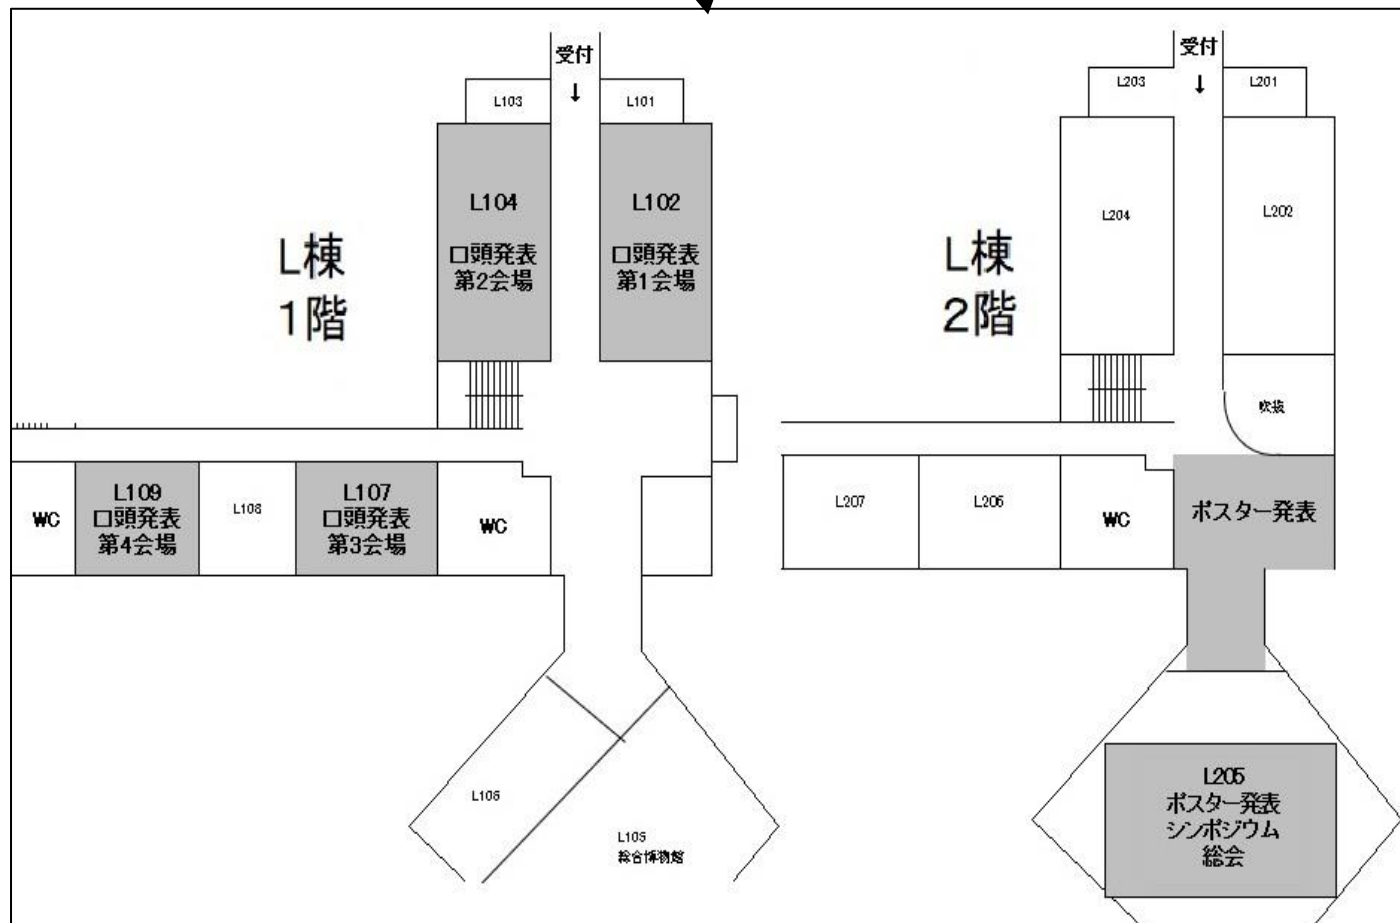 受付
↓
L103
L101
L104
口頭発表
第2会場
L102
口頭発表
第1会場
L棟
1階
WC
L109
口頭発表
第4会場
L108
L107
口頭発表
第3会場
WC
L106
L105
総合博物館
受付
↓
L203
L201
L204
L202
L棟
2階
吹抜
L207
L206
WC
ポスター発表
L205
ポスター発表
シンポジウム
総会